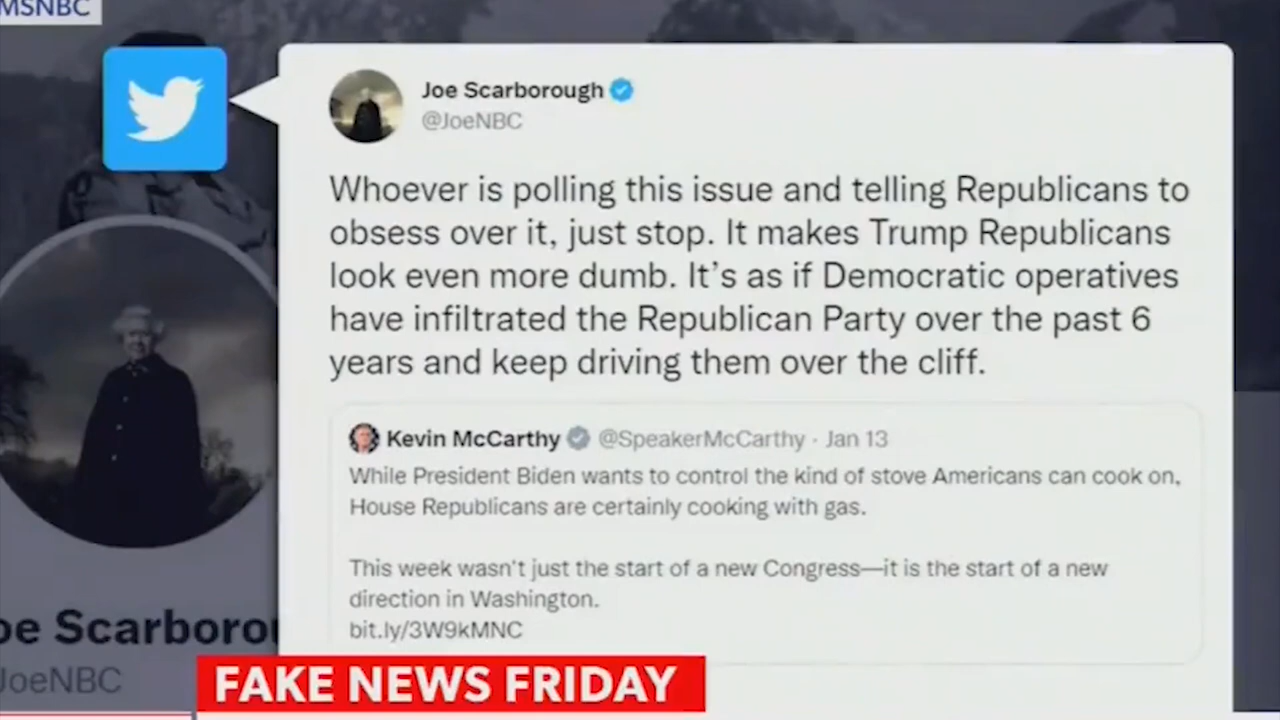 MSNBC
Joe Scarborough
@JoeNBC
Whoever is polling this issue and telling Republicans to
obsess over it, just stop. It makes Trump Republicans
look even more dumb. It’s as if Democratic operatives
have infiltrated the Republican Party over the past 6
years and keep driving them over the cliff.
Kevin McCarthy @SpeakerMcCarthy · Jan 13
While President Biden wants to control the kind of stove Americans can cook on,
House Republicans are certainly cooking with gas.
This week wasn't just the start of a new Congress—it is the start of a new
direction in Washington.
bit.ly/3W9kMNC
oe Scarborou
JoeNBC
FAKE NEWS FRIDAY